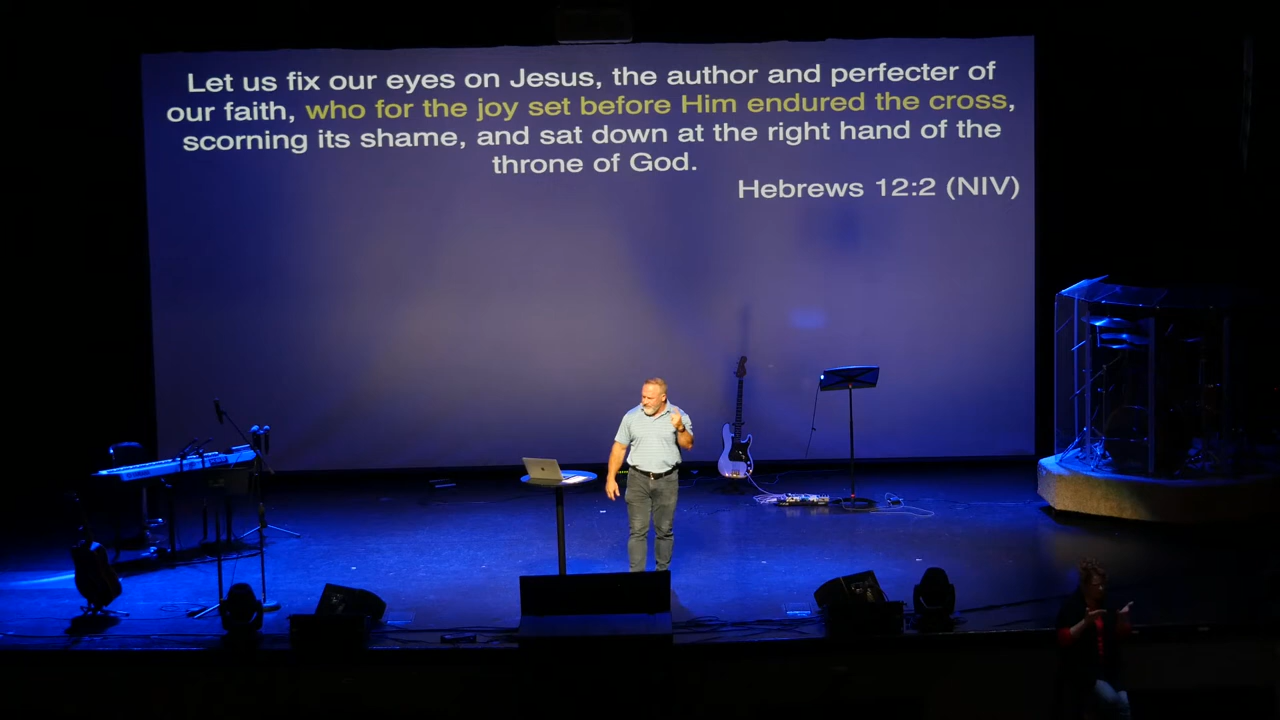 Let us fix our eyes on Jesus, the author and perfecter of
our faith, who for the joy set before Him endured the cross,
scorning its shame, and sat down at the right hand of the
throne of God.
Hebrews 12:2 (NIV)